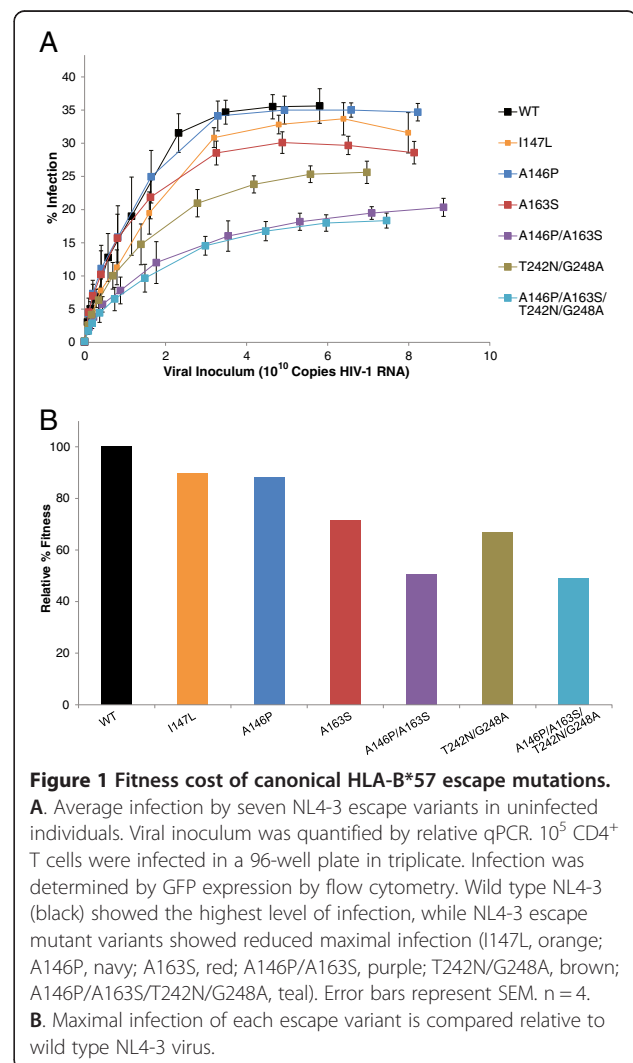 A
40
35
30
25
20
15
10
5
0
% Infection
0 2 4 6 8 10
Viral Inoculum (10¹⁰ Copies HIV-1 RNA)
WT
I147L
A146P
A163S
A146P/A163S
T242N/G248A
A146P/A163S/
T242N/G248A
B
100
80
60
40
20
0
Relative % Fitness
WT
I147L
A146P
A163S
A146P/A163S
T242N/G248A
A146P/A163S/
T242N/G248A
Figure 1 Fitness cost of canonical HLA-B*57 escape mutations.
A. Average infection by seven NL4-3 escape variants in uninfected
individuals. Viral inoculum was quantified by relative qPCR. 10⁵ CD4⁺
T cells were infected in a 96-well plate in triplicate. Infection was
determined by GFP expression by flow cytometry. Wild type NL4-3
(black) showed the highest level of infection, while NL4-3 escape
mutant variants showed reduced maximal infection (I147L, orange;
A146P, navy; A163S, red; A146P/A163S, purple; T242N/G248A, brown;
A146P/A163S/T242N/G248A, teal). Error bars represent SEM. n = 4.
B. Maximal infection of each escape variant is compared relative to
wild type NL4-3 virus.